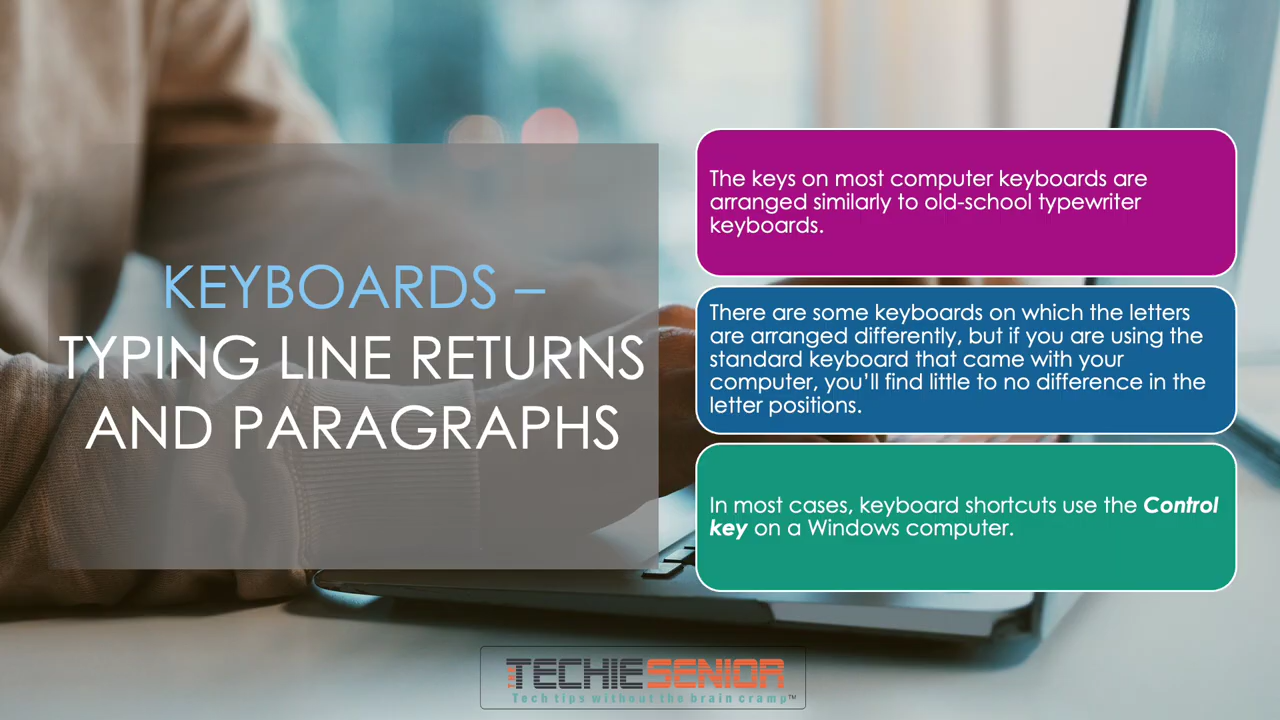 KEYBOARDS –
TYPING LINE RETURNS
AND PARAGRAPHS
The keys on most computer keyboards are
arranged similarly to old-school typewriter
keyboards.
There are some keyboards on which the letters
are arranged differently, but if you are using the
standard keyboard that came with your
computer, you’ll find little to no difference in the
letter positions.
In most cases, keyboard shortcuts use the Control
key on a Windows computer.
THE TECHIESENIOR
Tech tips without the brain cramp™